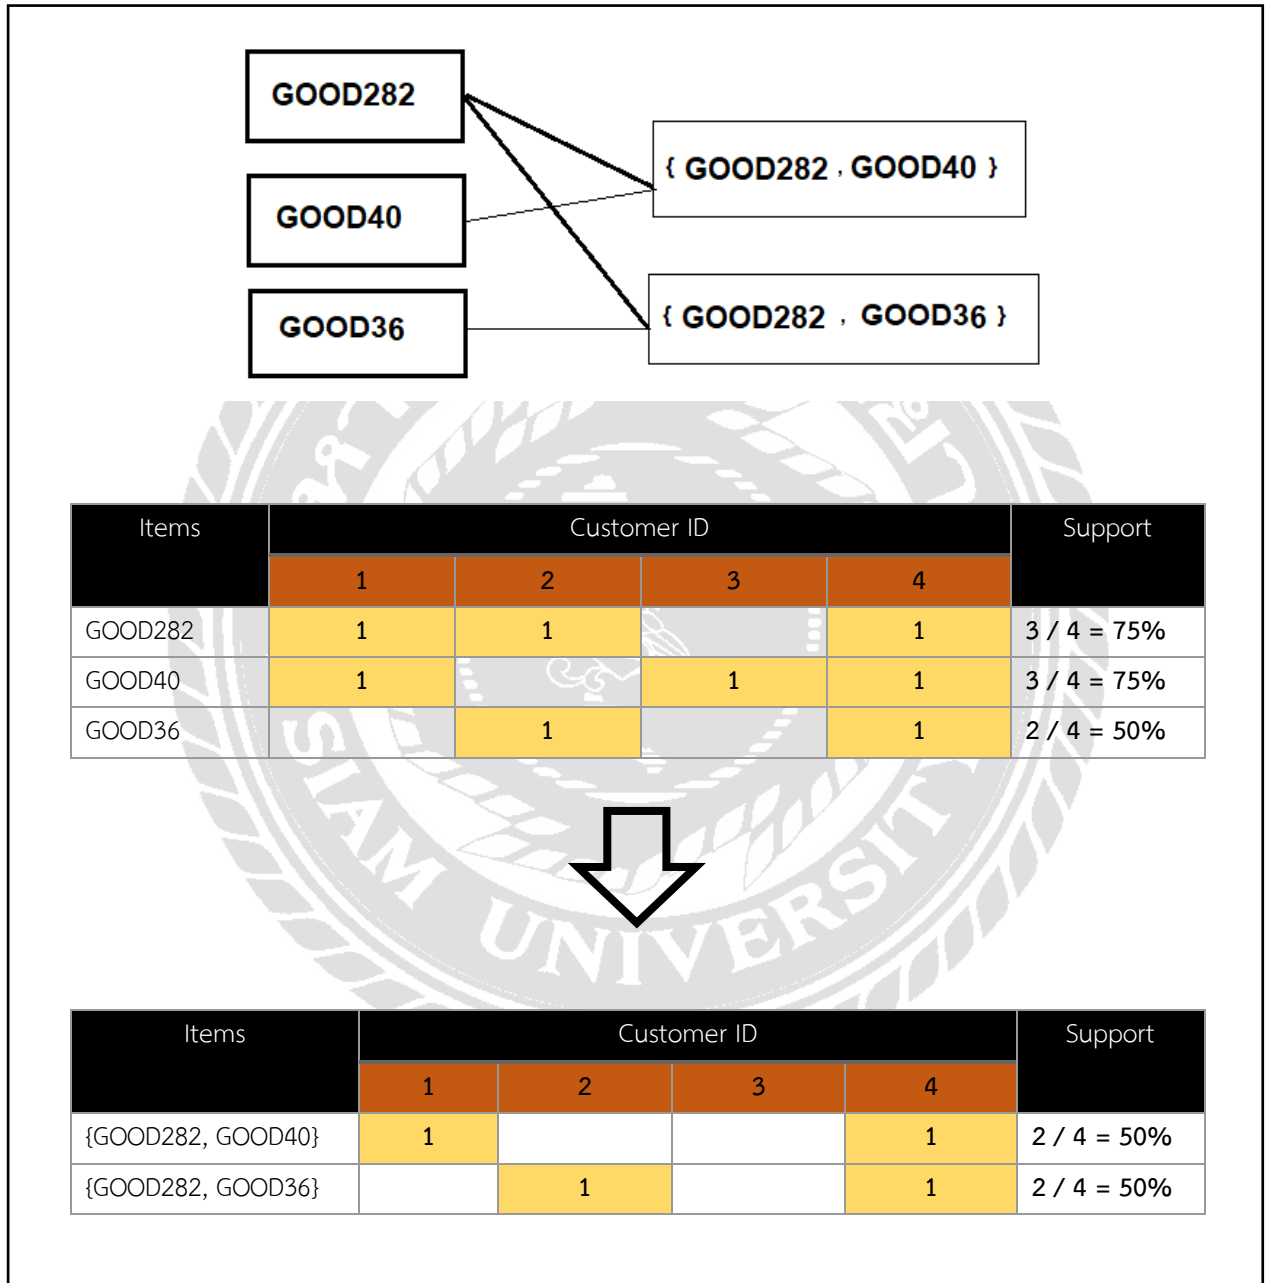 GOOD282
{ GOOD282 , GOOD40 }
GOOD40
{ GOOD282 , GOOD36 }
GOOD36
Items Customer ID Support
1 2 3 4
GOOD282 1 1 1 3 / 4 = 75%
GOOD40 1 1 1 3 / 4 = 75%
GOOD36 1 1 2 / 4 = 50%
SIAM UNIVERSITY
Items Customer ID Support
1 2 3 4
{GOOD282, GOOD40} 1 1 2 / 4 = 50%
{GOOD282, GOOD36} 1 1 2 / 4 = 50%